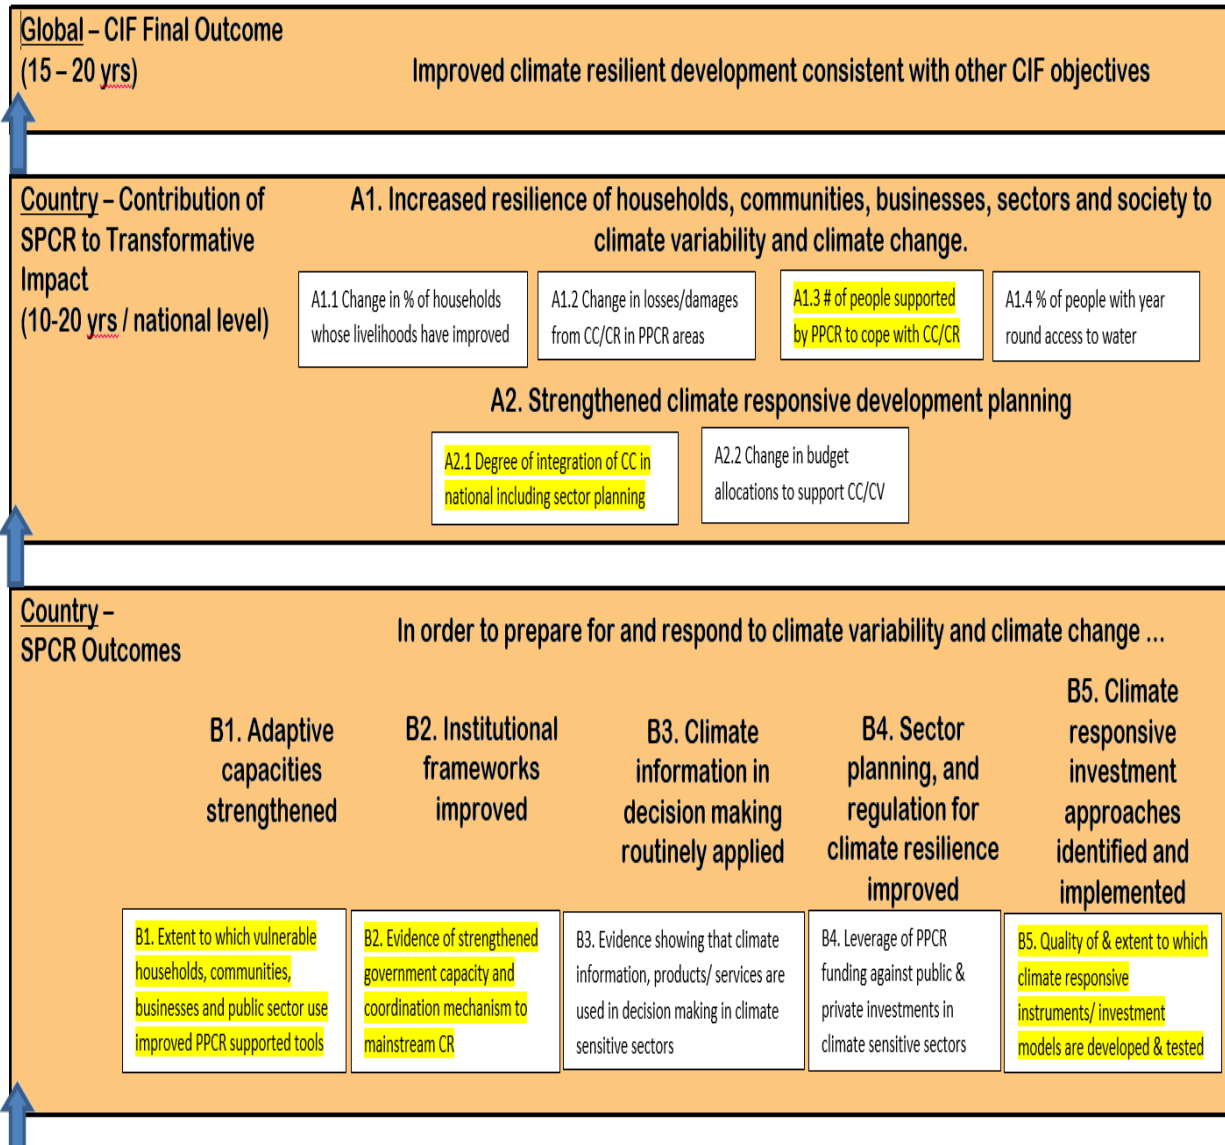 Global – CIF Final Outcome
(15 – 20 yrs)
Improved climate resilient development consistent with other CIF objectives
Country – Contribution of
SPCR to Transformative
Impact
(10-20 yrs / national level)
A1. Increased resilience of households, communities, businesses, sectors and society to
climate variability and climate change.
A1.1 Change in % of households
whose livelihoods have improved
A1.2 Change in losses/damages
from CC/CR in PPCR areas
A1.3 # of people supported
by PPCR to cope with CC/CR
A1.4 % of people with year
round access to water
A2. Strengthened climate responsive development planning
A2.1 Degree of integration of CC in
national including sector planning
A2.2 Change in budget
allocations to support CC/CV
Country –
SPCR Outcomes
In order to prepare for and respond to climate variability and climate change ...
B1. Adaptive
capacities
strengthened
B2. Institutional
frameworks
improved
B3. Climate
information in
decision making
routinely applied
B4. Sector
planning, and
regulation for
climate resilience
improved
B5. Climate
responsive
investment
approaches
identified and
implemented
B1. Extent to which vulnerable
households, communities,
businesses and public sector use
improved PPCR supported tools
B2. Evidence of strengthened
government capacity and
coordination mechanism to
mainstream CR
B3. Evidence showing that climate
information, products/ services are
used in decision making in climate
sensitive sectors
B4. Leverage of PPCR
funding against public &
private investments in
climate sensitive sectors
B5. Quality of & extent to which
climate responsive
instruments/ investment
models are developed & tested